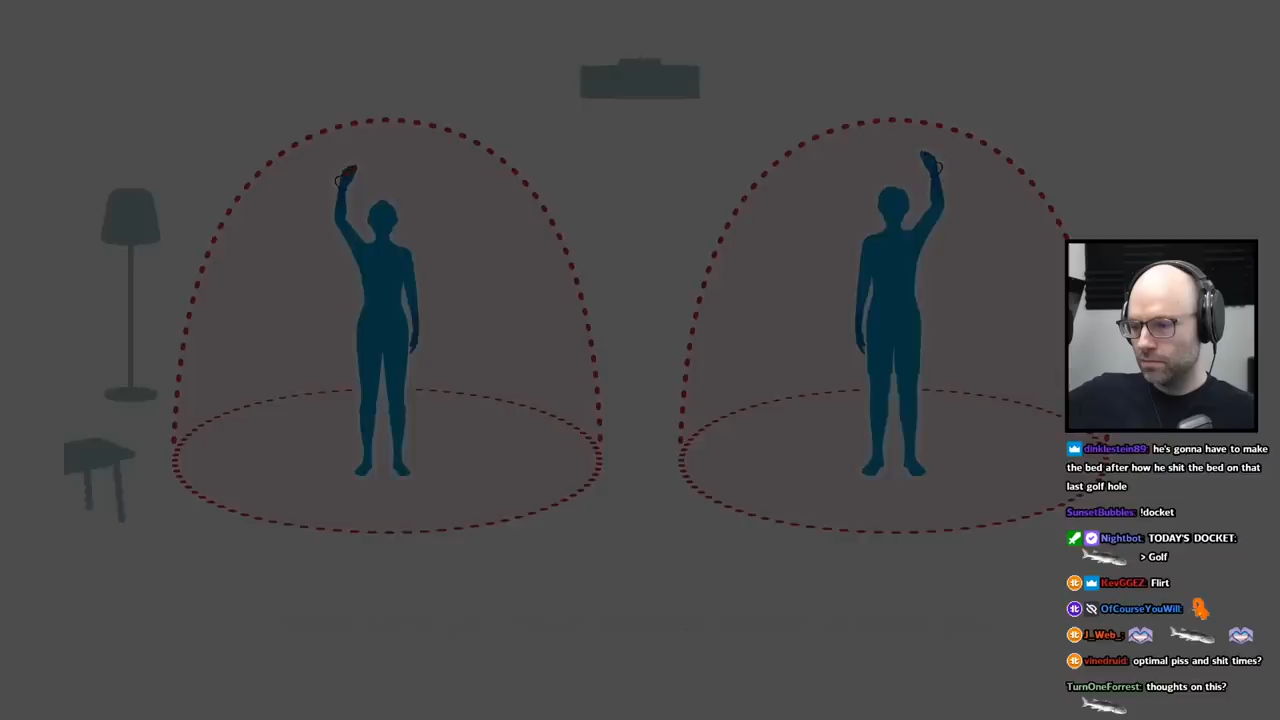 dinklestein89: he's gonna have to make
the bed after how he shit the bed on that
last golf hole
SunsetBubbles: !docket
Nightbot: TODAY'S DOCKET:
> Golf
KevGGEZ: Flirt
OfCourseYouWill:
J_Web_:
vinedruid: optimal piss and shit times?
TurnOneForrest: thoughts on this?